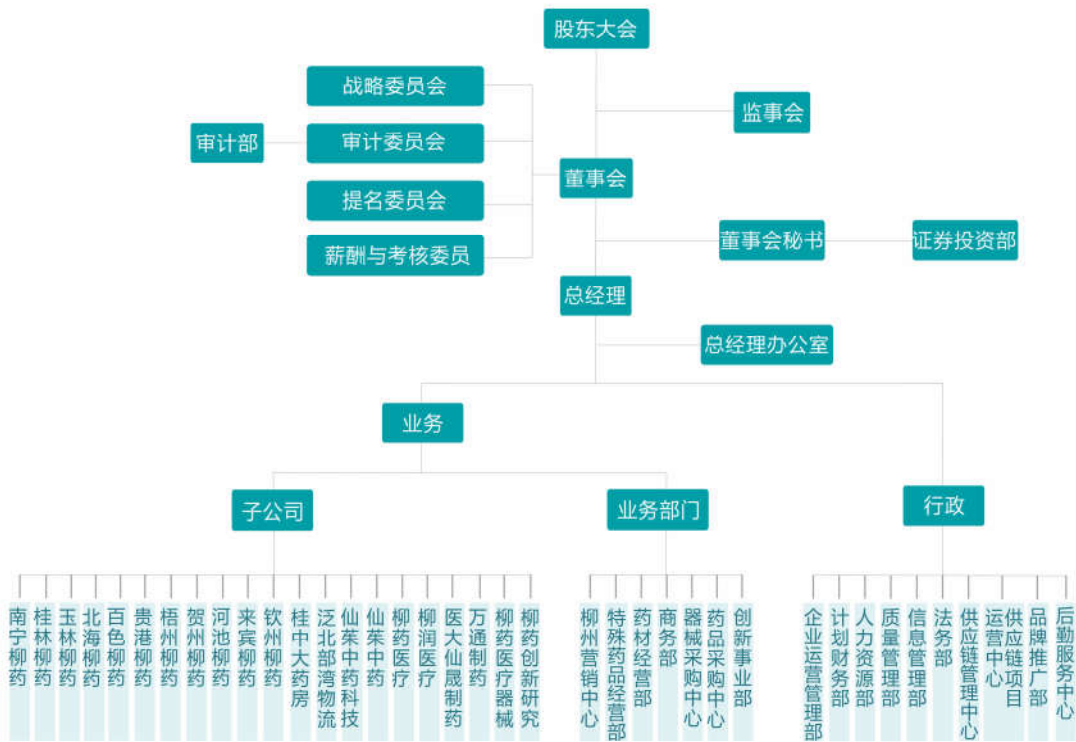 股东大会
战略委员会
监事会
审计部
审计委员会
董事会
提名委员会
董事会秘书
证券投资部
薪酬与考核委员
总经理
总经理办公室
业务
子公司
业务部门
行政
南宁柳药
桂林柳药
玉林柳药
北海柳药
百色柳药
贵港柳药
梧州柳药
贺州柳药
河池柳药
来宾柳药
钦州柳药
桂中大药房
泛北部湾物流
仙茱中药科技
仙茱中药
柳药医疗
柳润医疗
医大仙晟制药
万通制药
柳药医疗器械
柳药创新研究
柳州营销中心
特殊药品经营部
药材经营部
商务部
器械采购中心
药品采购中心
创新事业部
企业运营管理部
计划财务部
人力资源部
质量管理部
信息管理部
法务部
供应链管理中心
供应链项目
运营中心
品牌推广部
后勤服务中心